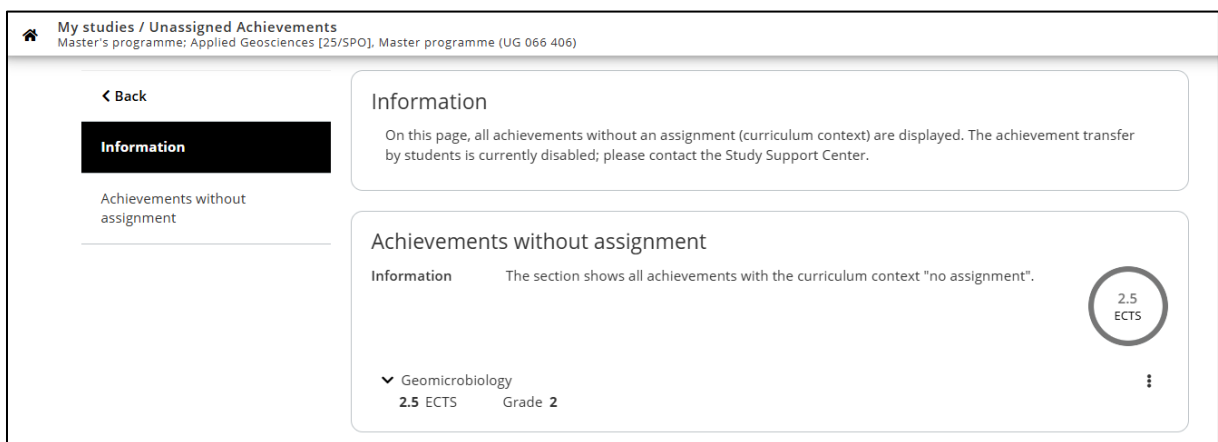 My studies / Unassigned Achievements
Master's programme; Applied Geosciences [25/SPO], Master programme (UG 066 406)
Back
Information
Achievements without
assignment
Information
On this page, all achievements without an assignment (curriculum context) are displayed. The achievement transfer
by students is currently disabled; please contact the Study Support Center.
Achievements without assignment
Information The section shows all achievements with the curriculum context "no assignment".
2.5
ECTS
Geomicrobiology
2.5 ECTS Grade 2